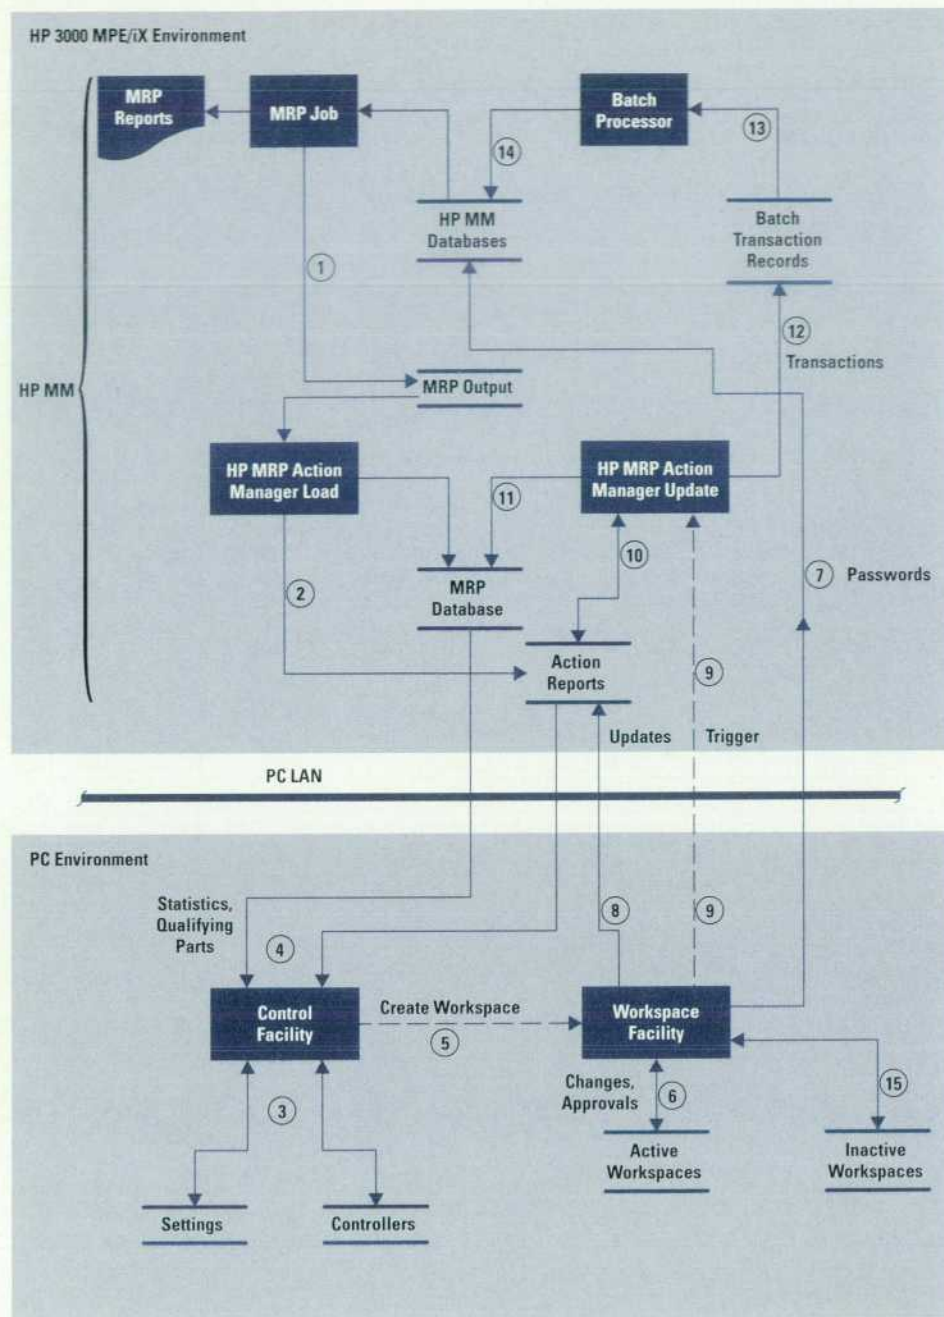 HP 3000 MPE/iX Environment
MRP
Reports
MRP Job
Batch
Processor
13
14
HP MM
Databases
Batch
Transaction
Records
1
12
Transactions
MRP Output
HP MM
HP MRP Action
Manager Load
HP MRP Action
Manager Update
11
10
2
MRP
Database
7
Passwords
Action
Reports
9
Updates
Trigger
PC LAN
PC Environment
Statistics,
Qualifying
Parts
4
8
9
Control
Facility
Create Workspace
5
Workspace
Facility
Changes,
Approvals
6
15
3
Active
Workspaces
Inactive
Workspaces
Settings
Controllers